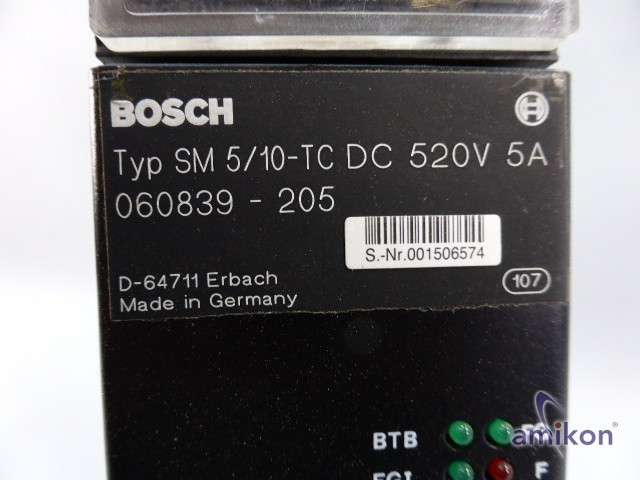 BOSCH
Typ SM 5/10-TC DC 520V 5A
060839 - 205
S.-Nr.001506574
D-64711 Erbach
Made in Germany
107
BTB
amikon
FGI F